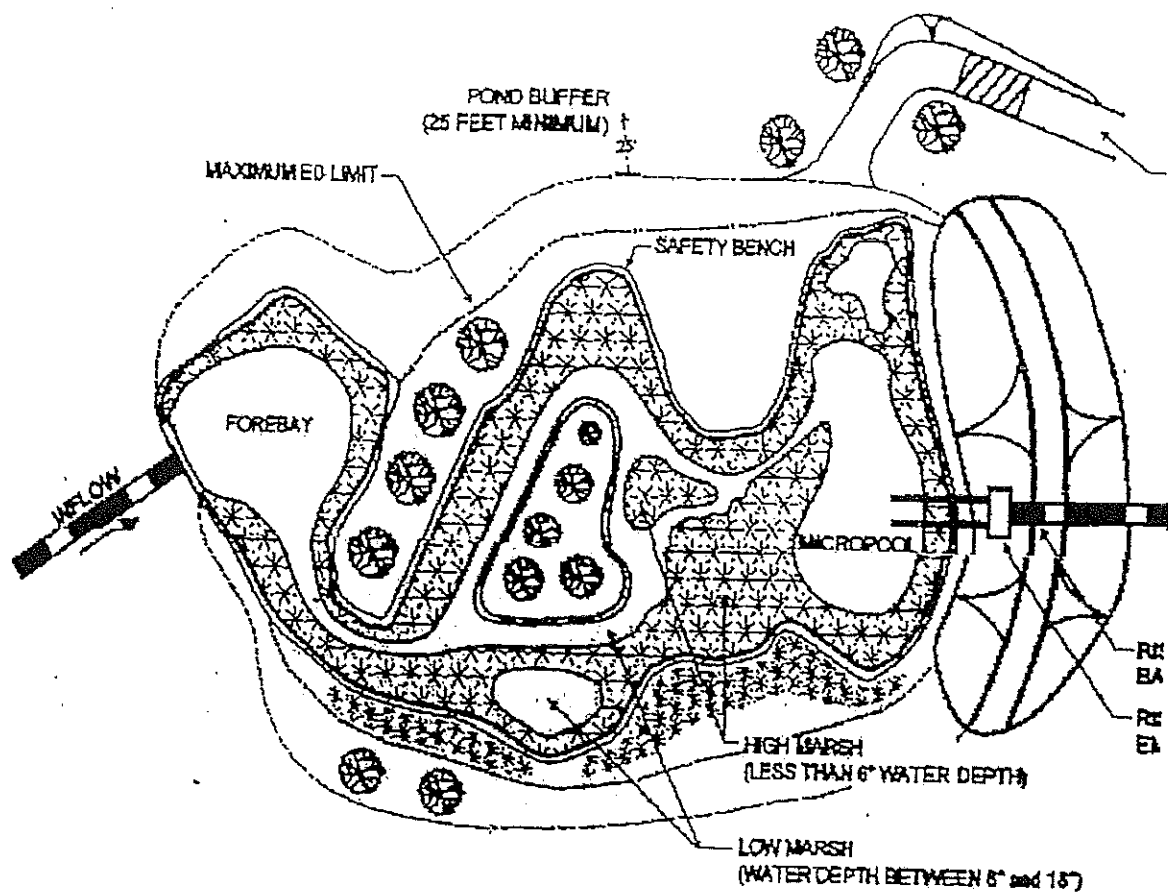 POND BUFFER
(25 FEET MINIMUM)
25'
MAXIMUM ED LIMIT
SAFETY BENCH
FOREBAY
INFLOW
MICROPOOL
HIGH MARSH
(LESS THAN 6" WATER DEPTH)
LOW MARSH
(WATER DEPTH BETWEEN 6" and 18")
BA